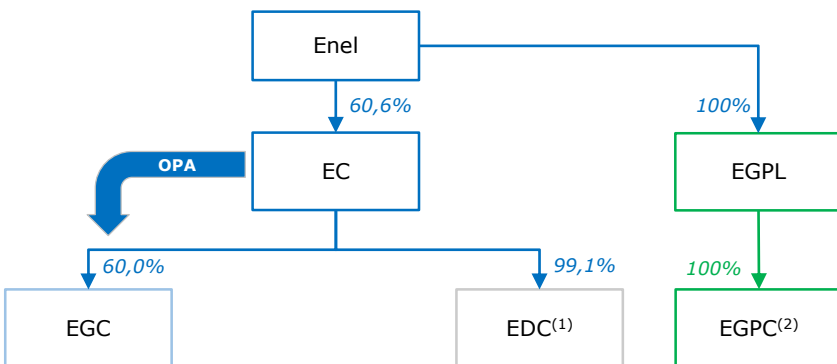 Enel
60,6%
100%
OPA
EC
EGPL
60,0%
99,1%
100%
EGC
EDC(1)
EGPC(2)